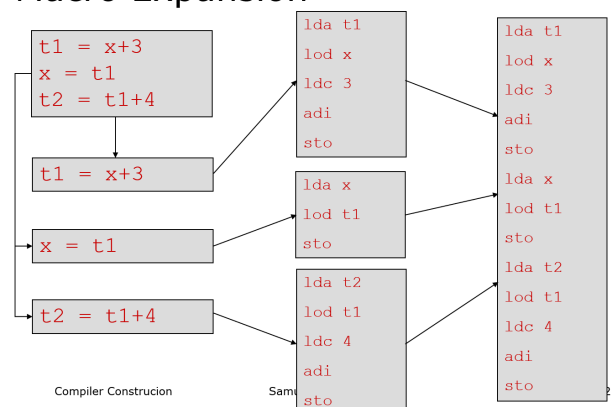 Macro Expansion
t1 = x+3
x = t1
t2 = t1+4
t1 = x+3
x = t1
t2 = t1+4
lda t1
lod x
ldc 3
adi
sto
lda x
lod t1
sto
lda t2
lod t1
ldc 4
adi
sto
lda t1
lod x
ldc 3
adi
sto
lda x
lod t1
sto
lda t2
lod t1
ldc 4
adi
sto
Compiler Construcion